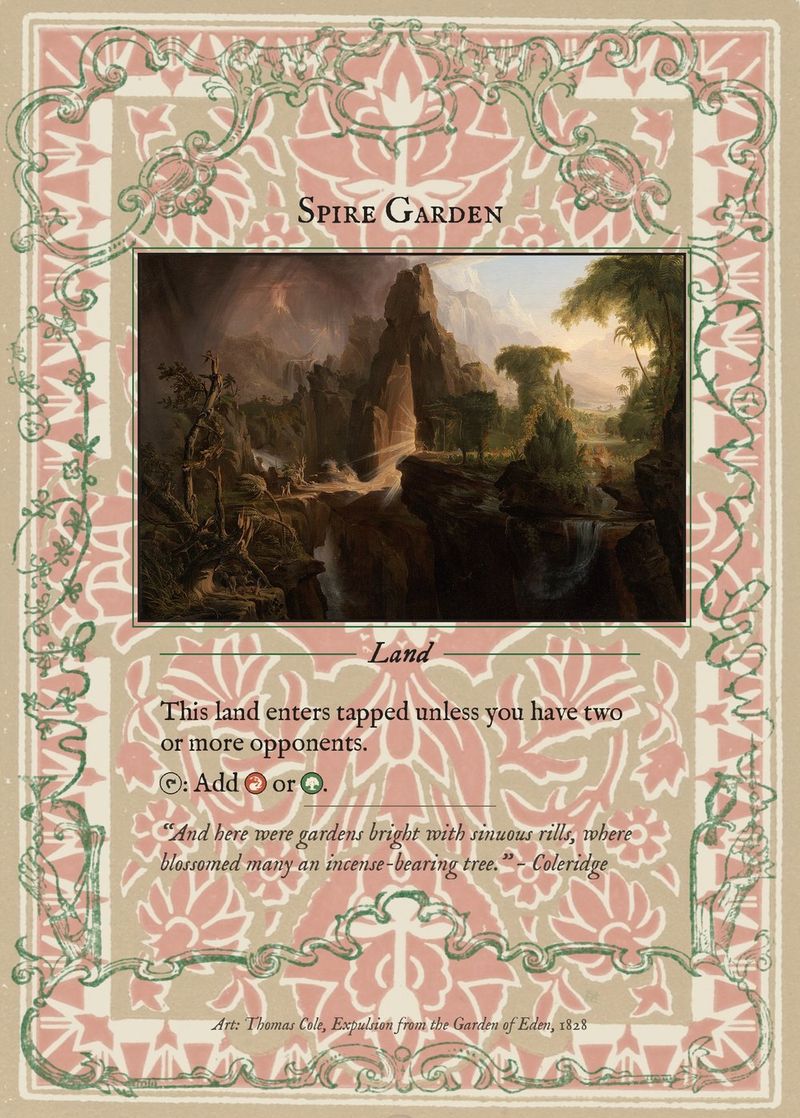 Spire Garden
Land
This land enters tapped unless you have two
or more opponents.
: Add or .
“And here were gardens bright with sinuous rills, where
blossomed many an incense-bearing tree.” - Coleridge
Art: Thomas Cole, Expulsion from the Garden of Eden, 1828